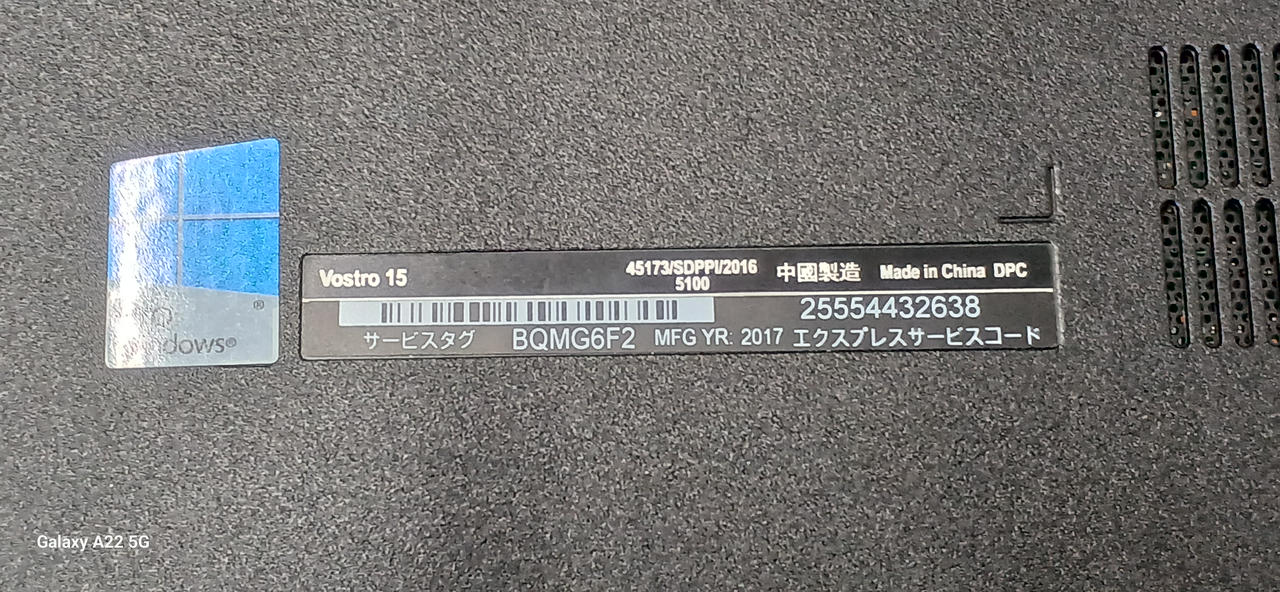 Vostro 15
45173/SDPPI/2016
5100
中國製造 Made in China DPC
25554432638
サービスタグ BQMG6F2 MFG YR: 2017 エクスプレスサービスコード
dows®
Galaxy A22 5G